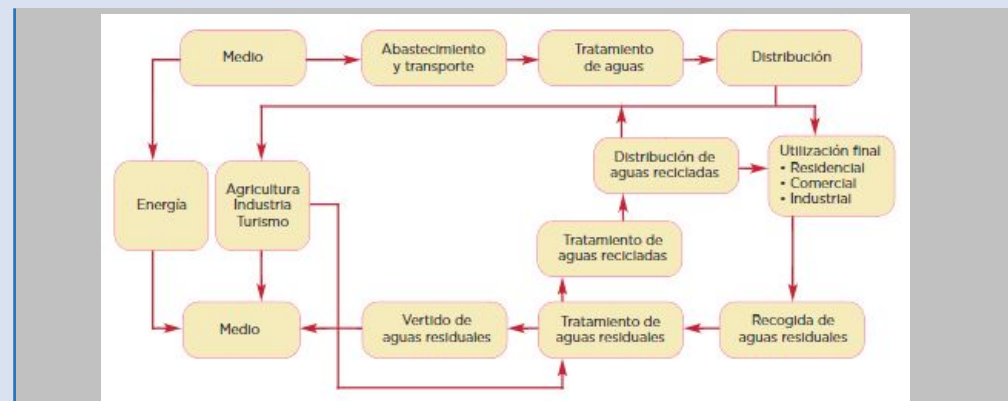 Medio
Abastecimiento
y transporte
Tratamiento
de aguas
Distribución
Distribución de
aguas recicladas
Utilización final
• Residencial
• Comercial
• Industrial
Energía
Agricultura
Industria
Turismo
Tratamiento de
aguas recicladas
Medio
Vertido de
aguas residuales
Tratamiento de
aguas residuales
Recogida de
aguas residuales